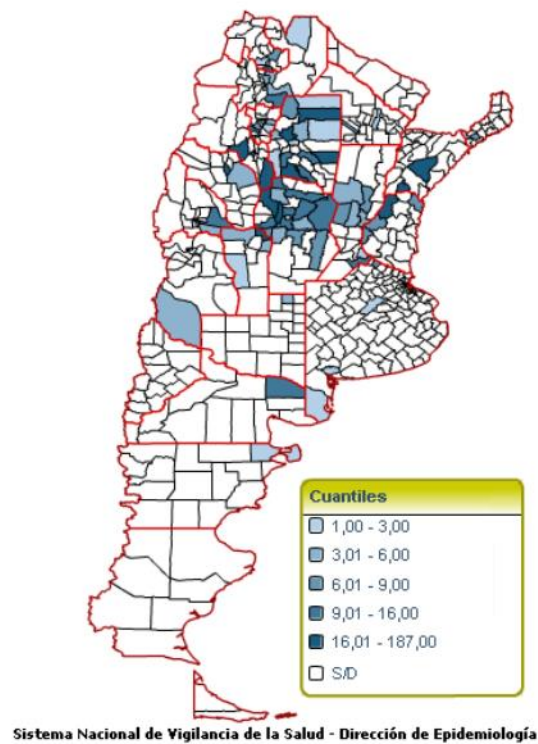 Cuantiles
1,00 - 3,00
3,01 - 6,00
6,01 - 9,00
9,01 - 16,00
16,01 - 187,00
S/D
Sistema Nacional de Vigilancia de la Salud - Dirección de Epidemiología